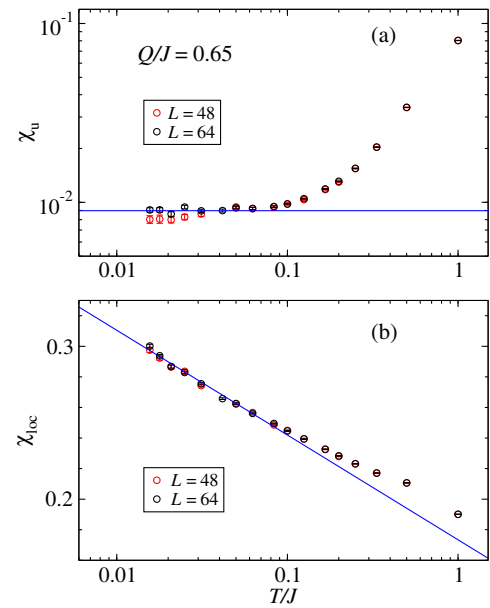 10⁻¹
(a)
Q/J = 0.65
χu
L = 48
L = 64
10⁻²
0.01 0.1 1
(b)
0.3
χloc
L = 48
L = 64
0.2
0.01 0.1 T/J 1